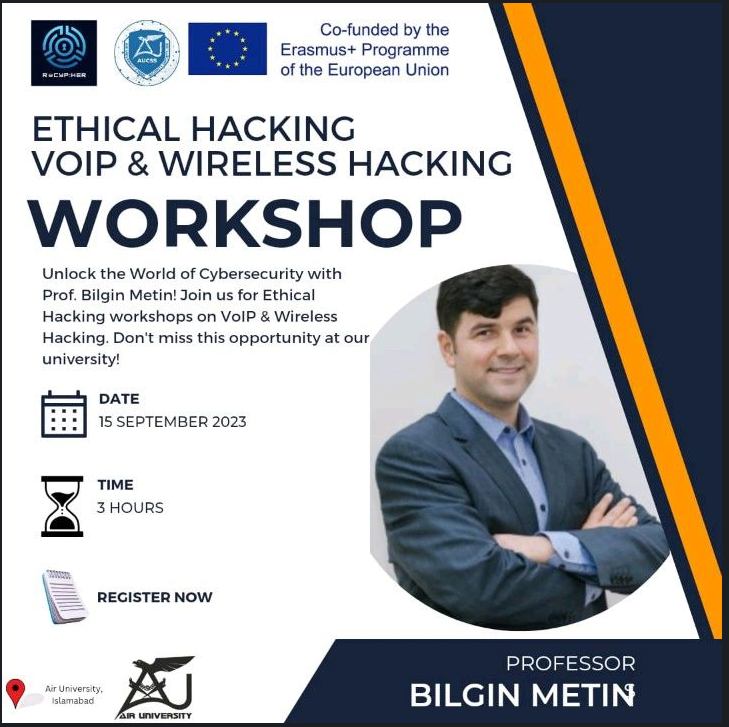 RECYPHER
AUCSS
Co-funded by the
Erasmus+ Programme
of the European Union
ETHICAL HACKING
VOIP & WIRELESS HACKING
WORKSHOP
Unlock the World of Cybersecurity with
Prof. Bilgin Metin! Join us for Ethical
Hacking workshops on VoIP & Wireless
Hacking. Don't miss this opportunity at our
university!
DATE
15 SEPTEMBER 2023
TIME
3 HOURS
REGISTER NOW
Air University,
Islamabad
AIR UNIVERSITY
PROFESSOR
BILGIN METIN